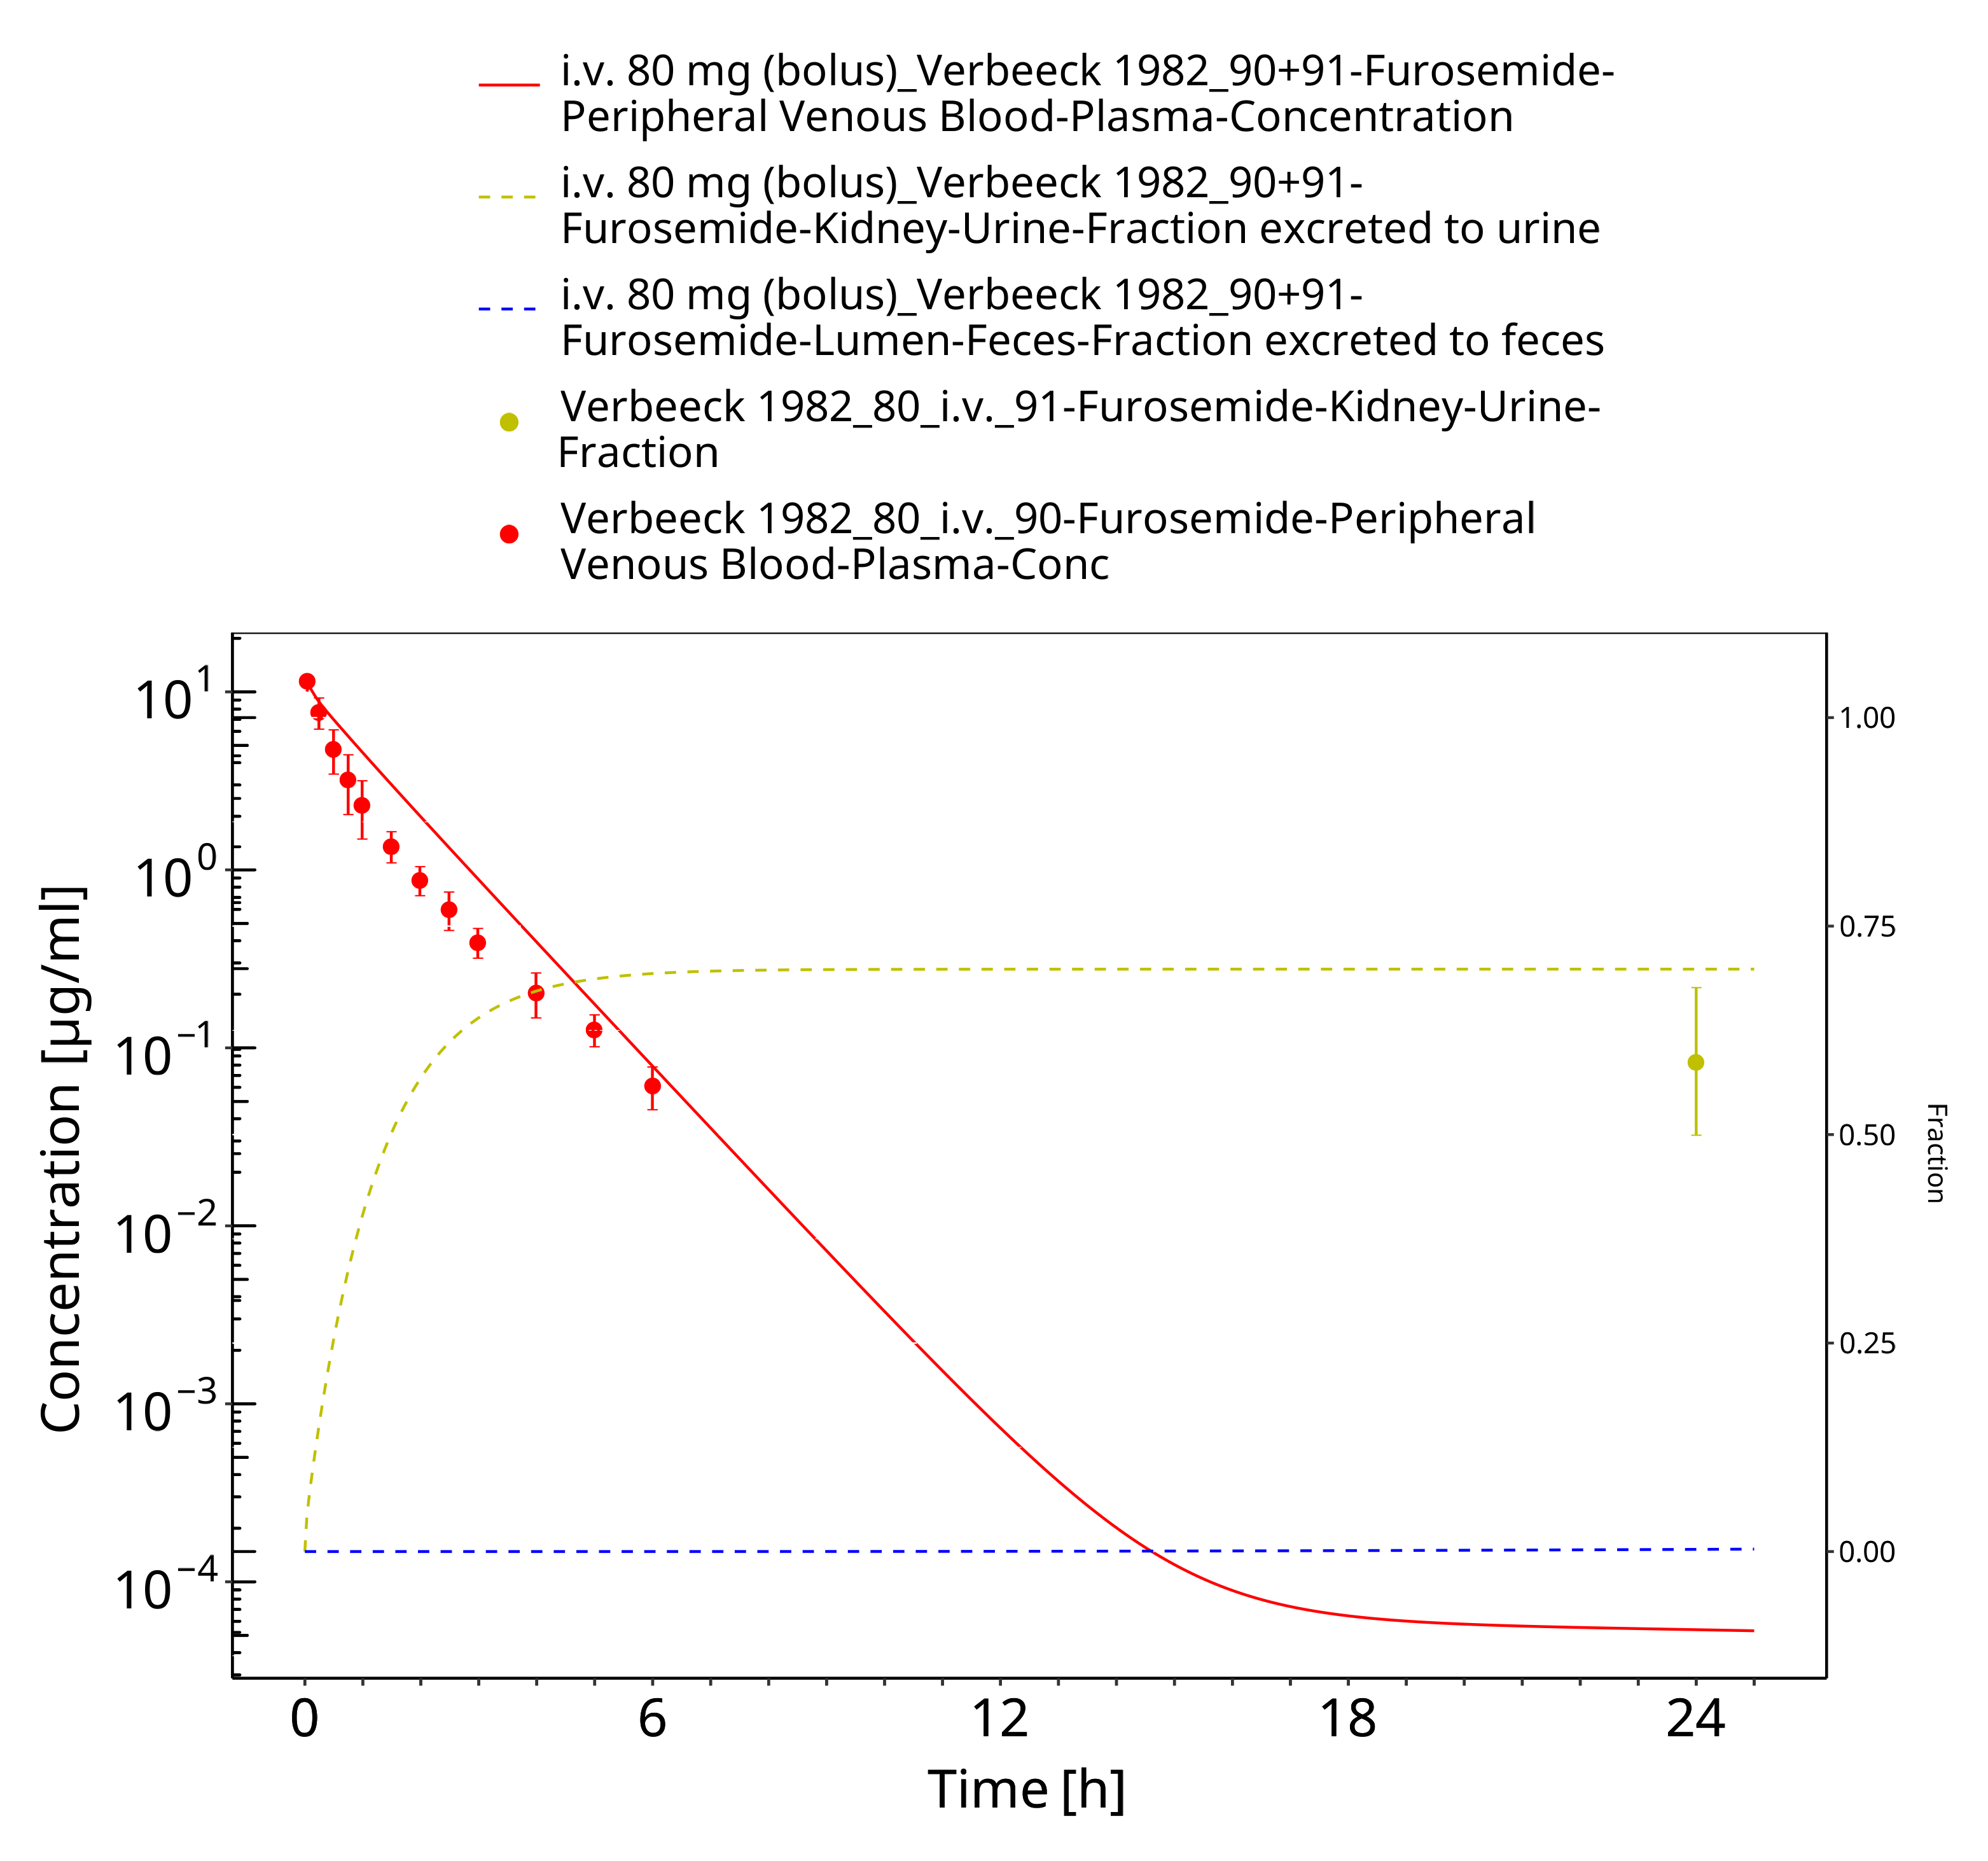 i.v. 80 mg (bolus)_Verbeeck 1982_90+91-Furosemide-
Peripheral Venous Blood-Plasma-Concentration
i.v. 80 mg (bolus)_Verbeeck 1982_90+91-
Furosemide-Kidney-Urine-Fraction excreted to urine
i.v. 80 mg (bolus)_Verbeeck 1982_90+91-
Furosemide-Lumen-Feces-Fraction excreted to feces
Verbeeck 1982_80_i.v._91-Furosemide-Kidney-Urine-
Fraction
Verbeeck 1982_80_i.v._90-Furosemide-Peripheral
Venous Blood-Plasma-Conc
Concentration [µg/ml]
10¹
10⁰
10⁻¹
10⁻²
10⁻³
10⁻⁴
1.00
0.75
0.50
0.25
0.00
Fraction
0 6 12 18 24
Time [h]